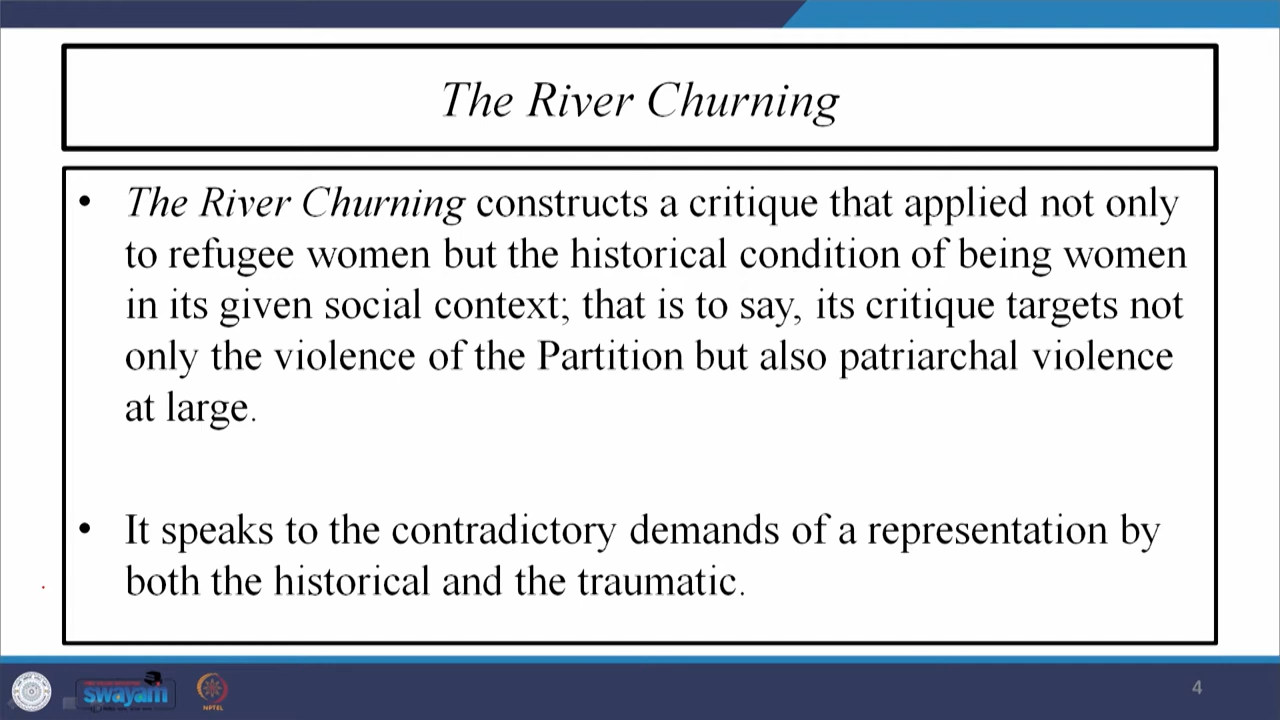 The River Churning
• The River Churning constructs a critique that applied not only
to refugee women but the historical condition of being women
in its given social context; that is to say, its critique targets not
only the violence of the Partition but also patriarchal violence
at large.
• It speaks to the contradictory demands of a representation by
both the historical and the traumatic.
swayam
NPTEL
4